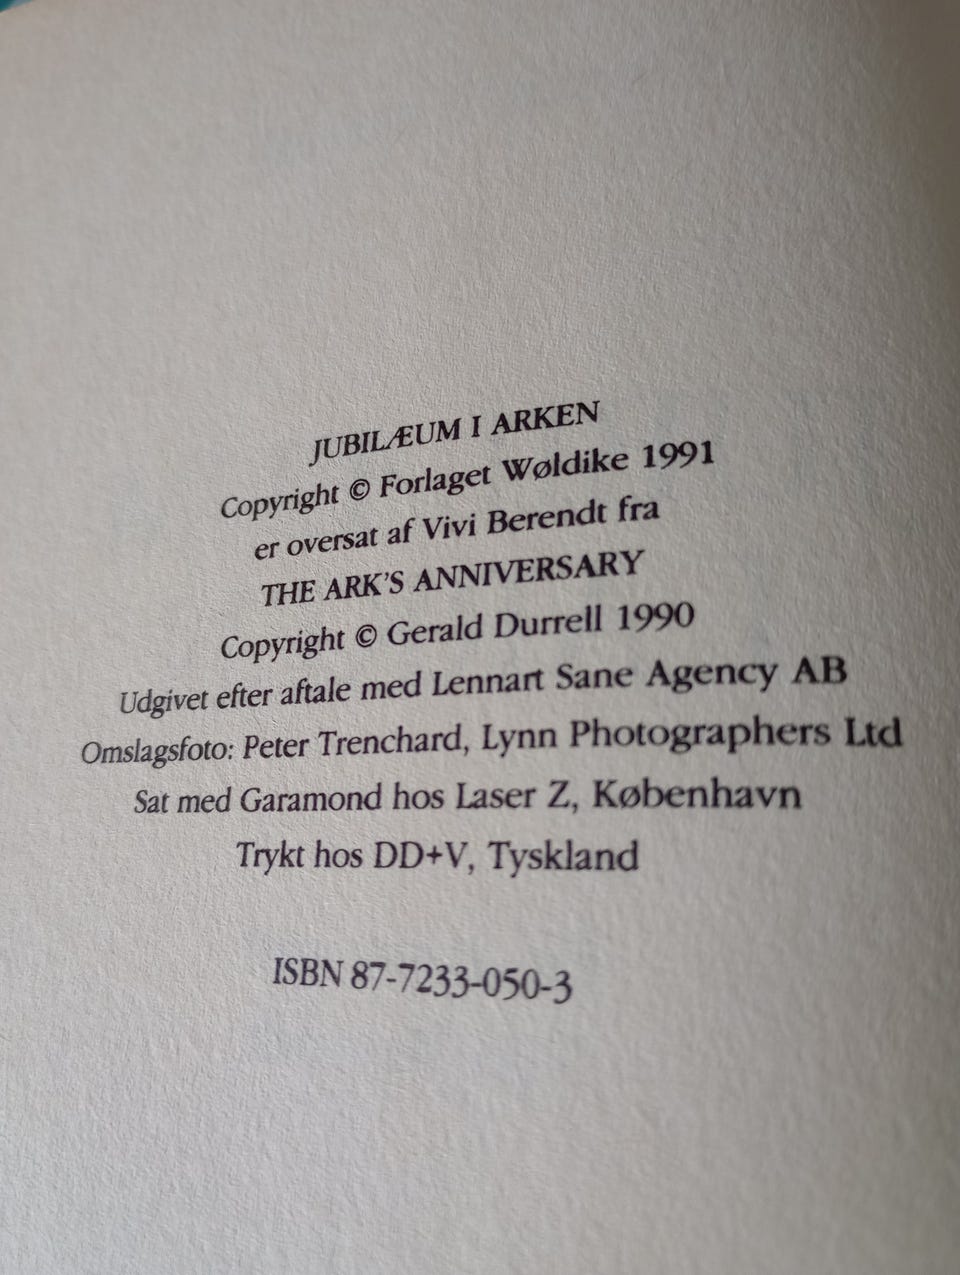 JUBILÆUM I ARKEN
Copyright © Forlaget Wøldike 1991
er oversat af Vivi Berendt fra
THE ARK'S ANNIVERSARY
Copyright © Gerald Durrell 1990
Udgivet efter aftale med Lennart Sane Agency AB
Omslagsfoto: Peter Trenchard, Lynn Photographers Ltd
Sat med Garamond hos Laser Z, København
Trykt hos DD+V, Tyskland
ISBN 87-7233-050-3